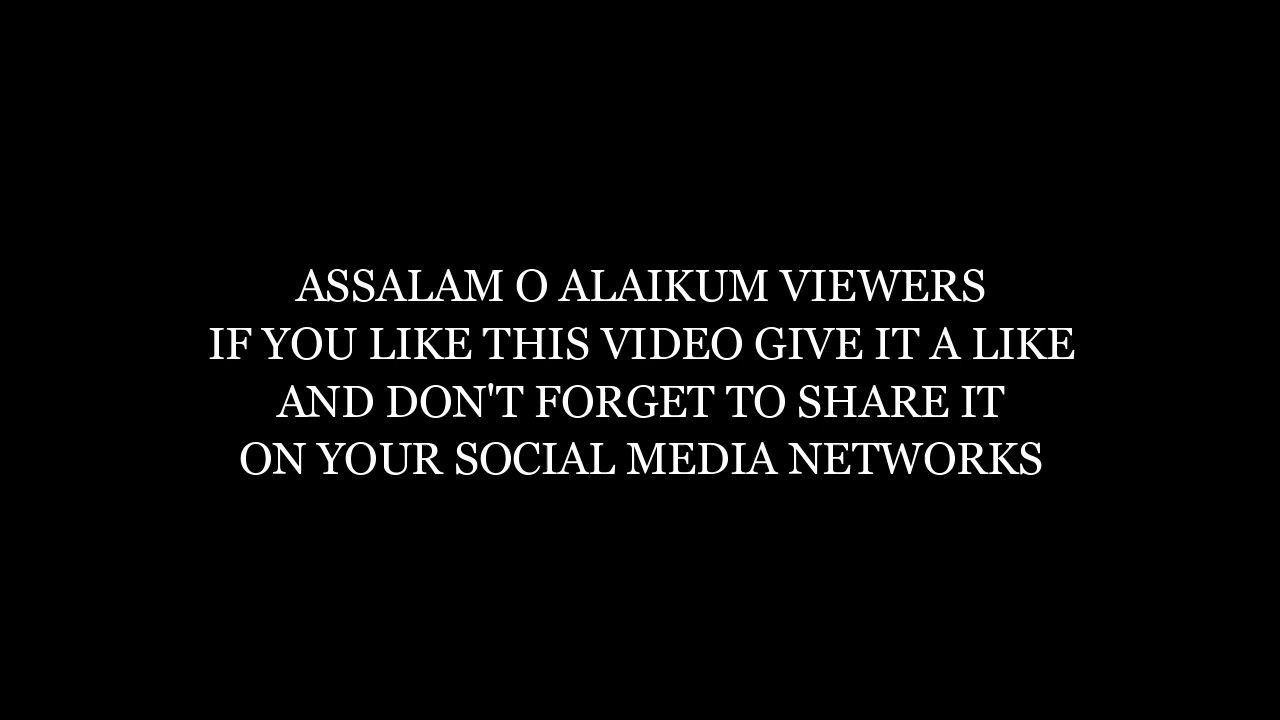 ASSALAM O ALAIKUM VIEWERS
IF YOU LIKE THIS VIDEO GIVE IT A LIKE
AND DON'T FORGET TO SHARE IT
ON YOUR SOCIAL MEDIA NETWORKS